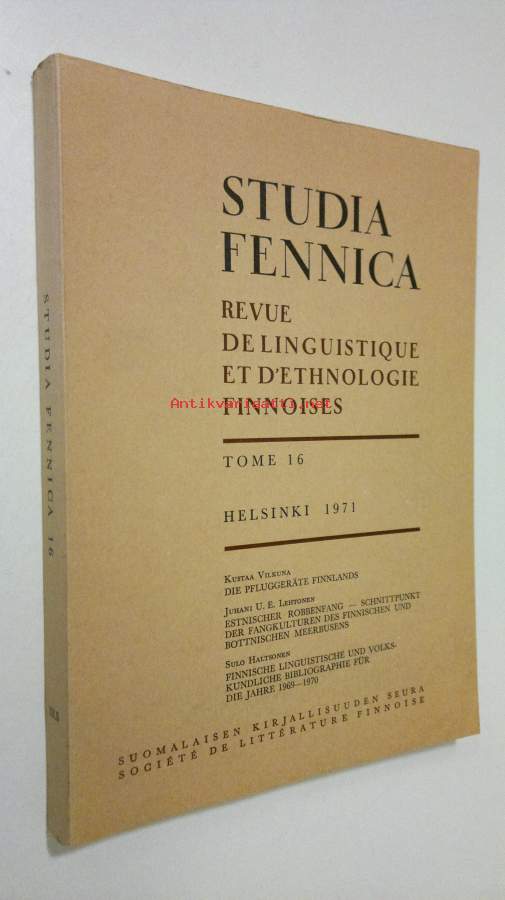 STUDIA
FENNICA
REVUE
DE LINGUISTIQUE
ET D'ETHNOLOGIE
Antikvariaatti.net
FINNOISES
TOME 16
HELSINKI 1971
KUSTAA VILKUNA
DIE PFLUGGERÄTE FINNLANDS
JUHANI U. E. LEHTONEN
ESTNISCHER ROBBENFANG — SCHNITTPUNKT
DER FANGKULTUREN DES FINNISCHEN UND
BOTTNISCHEN MEERBUSENS
SULO HALTSONEN
FINNISCHE LINGUISTISCHE UND VOLKS-
KUNDLICHE BIBLIOGRAPHIE FÜR
DIE JAHRE 1969—1970
SUOMALAISEN KIRJALLISUUDEN SEURA
SOCIÉTÉ DE LITTÉRATURE FINNOISE
STUDIA FENNICA 16